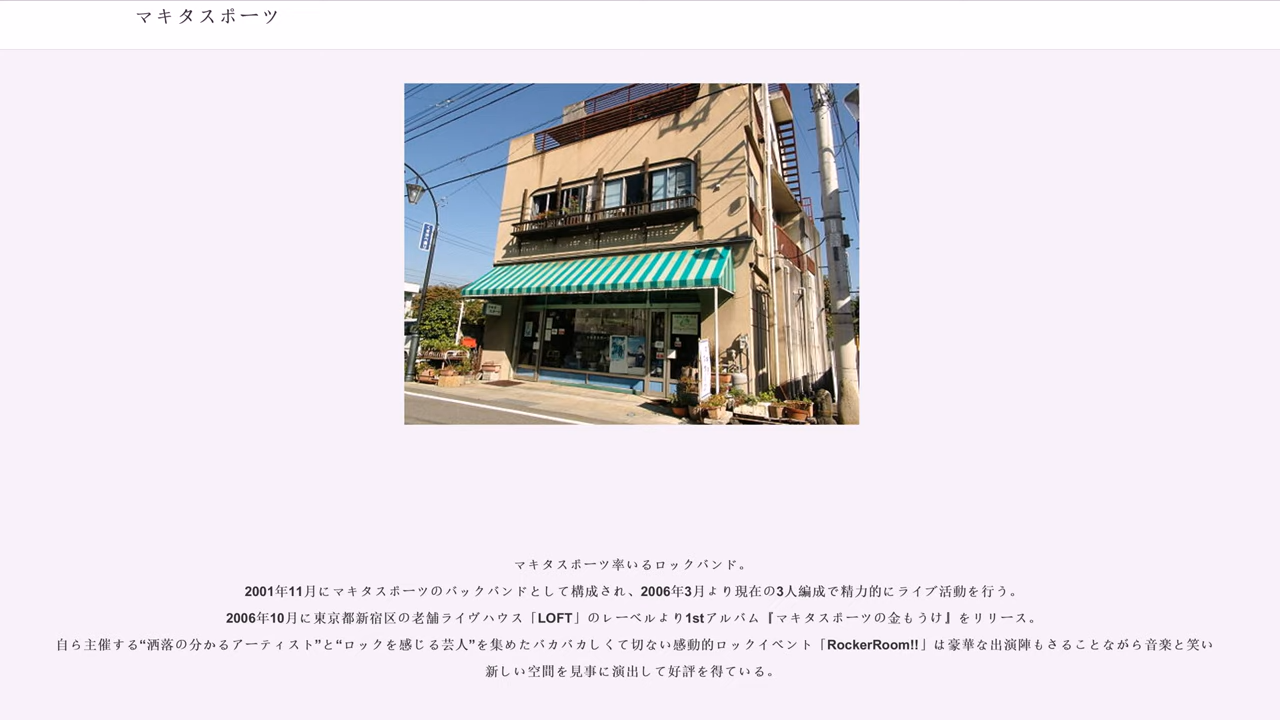 マキタスポーツ
マキタスポーツ率いるロックバンド。
2001年11月にマキタスポーツのバックバンドとして構成され、2006年3月より現在の3人編成で精力的にライブ活動を行う。
2006年10月に東京都新宿区の老舗ライヴハウス「LOFT」のレーベルより1stアルバム『マキタスポーツの金もうけ』をリリース。
自ら主催する“洒落の分かるアーティスト”と“ロックを感じる芸人”を集めたバカバカしくて切ない感動的ロックイベント「RockerRoom!!」は豪華な出演陣もさることながら音楽と笑い
新しい空間を見事に演出して好評を得ている。